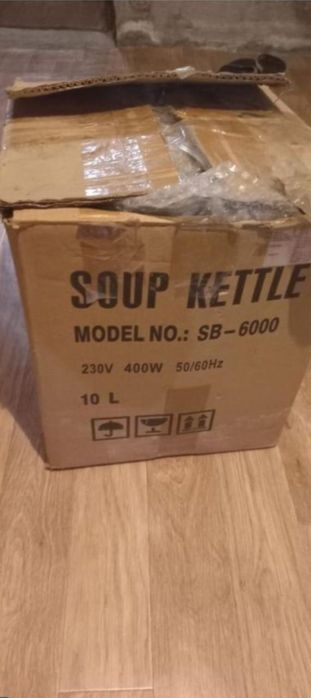 SOUP KETTLE
MODEL NO.: SB-6000
230V 400W 50/60Hz
10 L